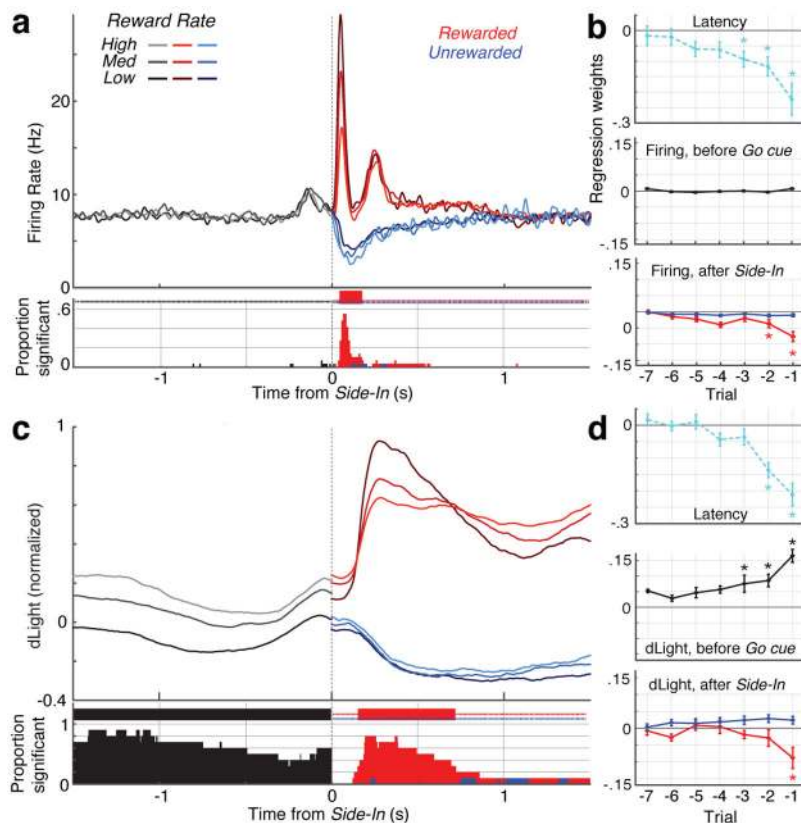 a
Reward Rate
High
Med
Low
Rewarded
Unrewarded
Firing Rate (Hz)
20
10
0
Proportion significant
.6
0
-1
0
1
Time from Side-In (s)
b
Regression weights
Latency
0
-.3
Firing, before Go cue
.15
0
-.15
Firing, after Side-In
0
-.15
-7 -6 -5 -4 -3 -2 -1
Trial
c
dLight (normalized)
1
0
-0.4
Proportion significant
1
0
-1
0
1
Time from Side-In (s)
d
0
-.3
Latency
.15
0
dLight, before Go cue
dLight, after Side-In
0
-.15
-7 -6 -5 -4 -3 -2 -1
Trial